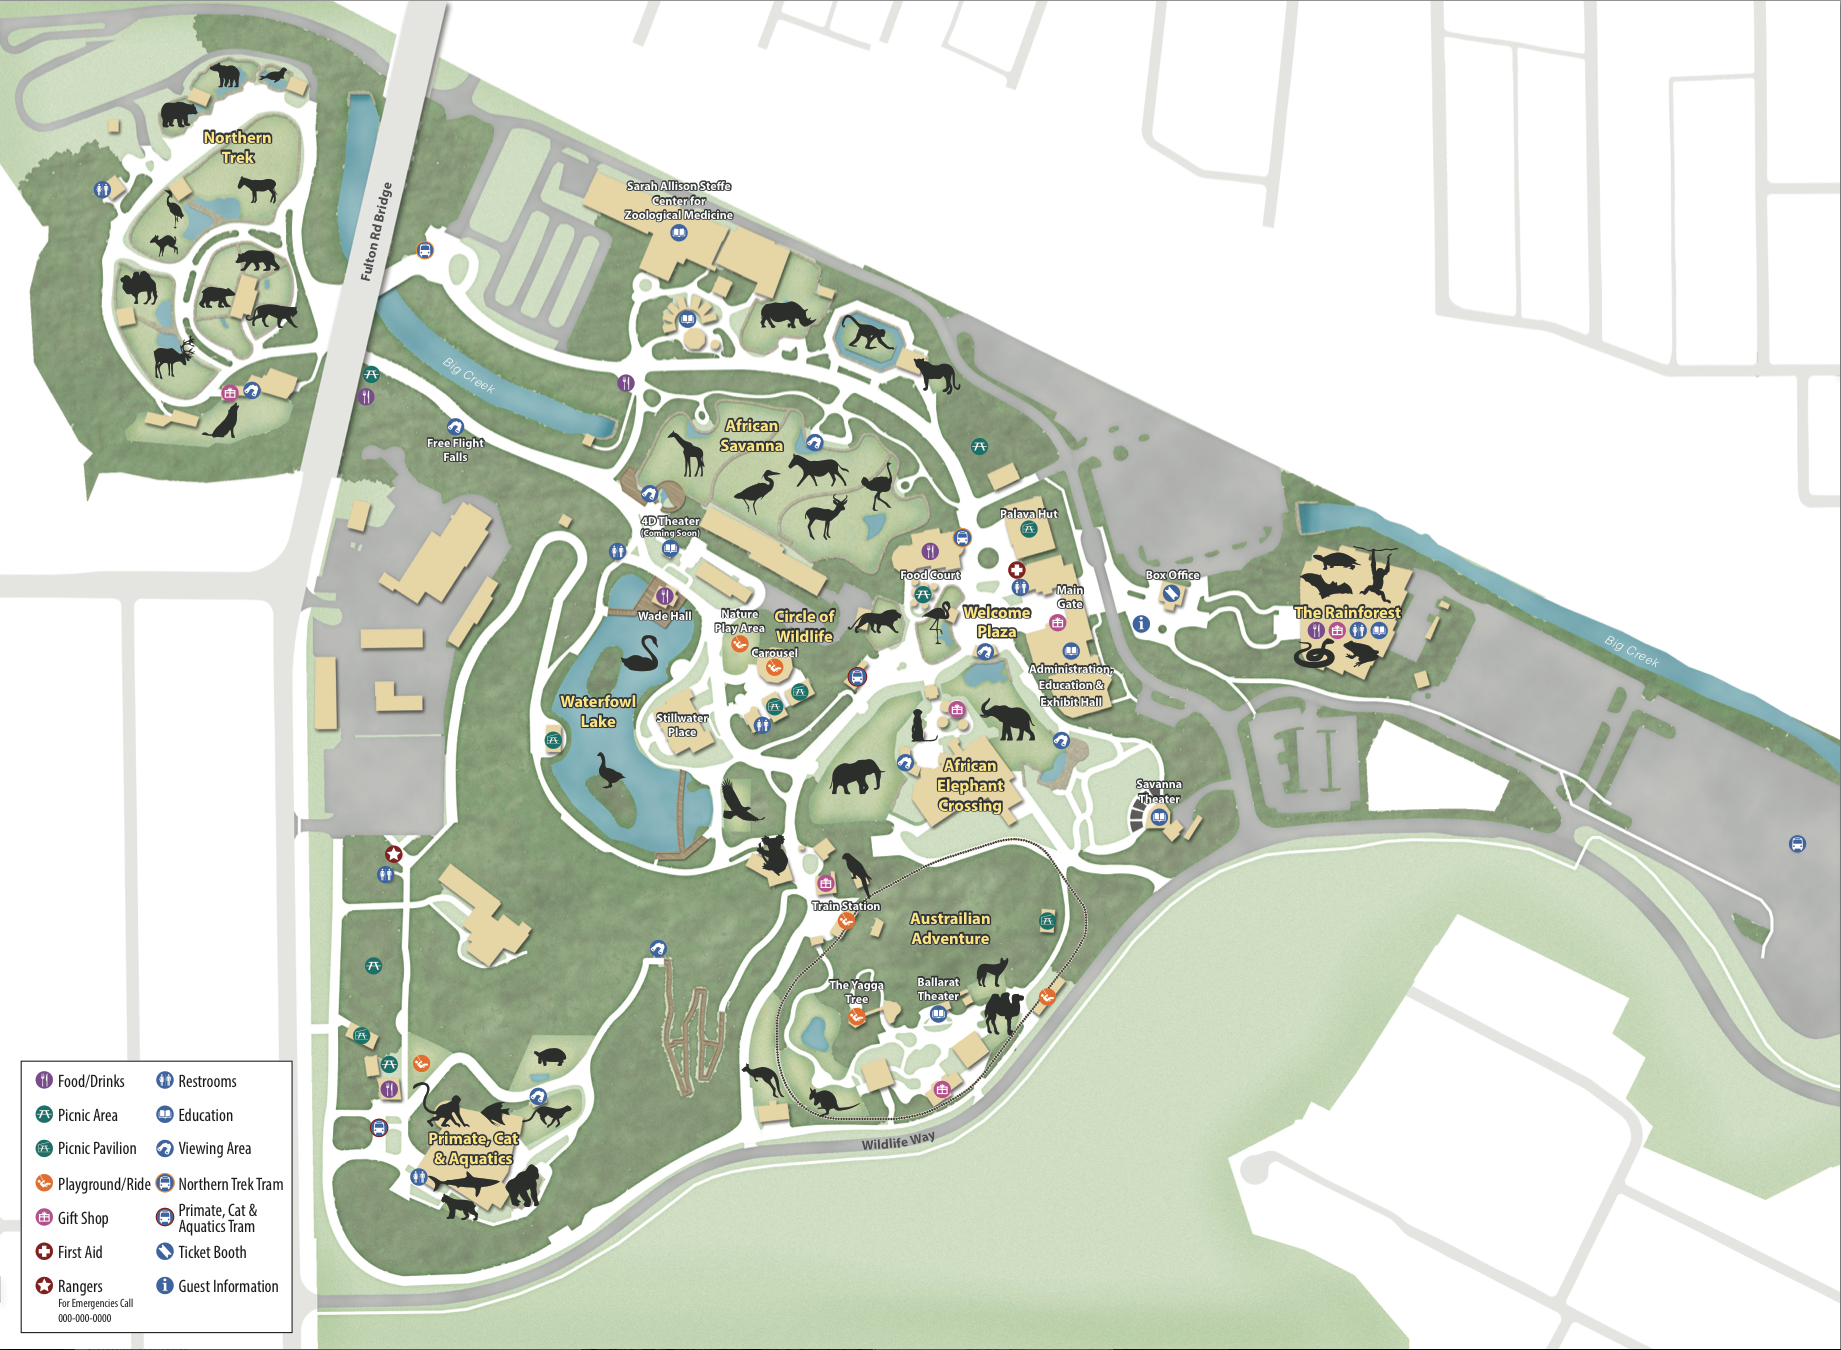 Northern
Trek
Fulton Rd Bridge
Sarah Allison Steffe
Center for
Zoological Medicine
Big Creek
Free Flight
Falls
African
Savanna
4D Theater
(Coming Soon)
Palava Hut
Food Court
Box Office
Main
Gate
The Rainforest
Big Creek
Wade Hall
Nature
Play Area
Circle of
Wildlife
Carousel
Welcome
Plaza
Administration,
Education &
Exhibit Hall
Waterfowl
Lake
Stillwater
Place
African
Elephant
Crossing
Savanna
Theater
Train Station
Austrailian
Adventure
The Yagga
Tree
Ballarat
Theater
Primate, Cat
& Aquatics
Wildlife Way
Food/Drinks
Restrooms
Picnic Area
Education
Picnic Pavilion
Viewing Area
Playground/Ride
Northern Trek Tram
Gift Shop
Primate, Cat &
Aquatics Tram
First Aid
Ticket Booth
Rangers
For Emergencies Call
000-000-0000
Guest Information